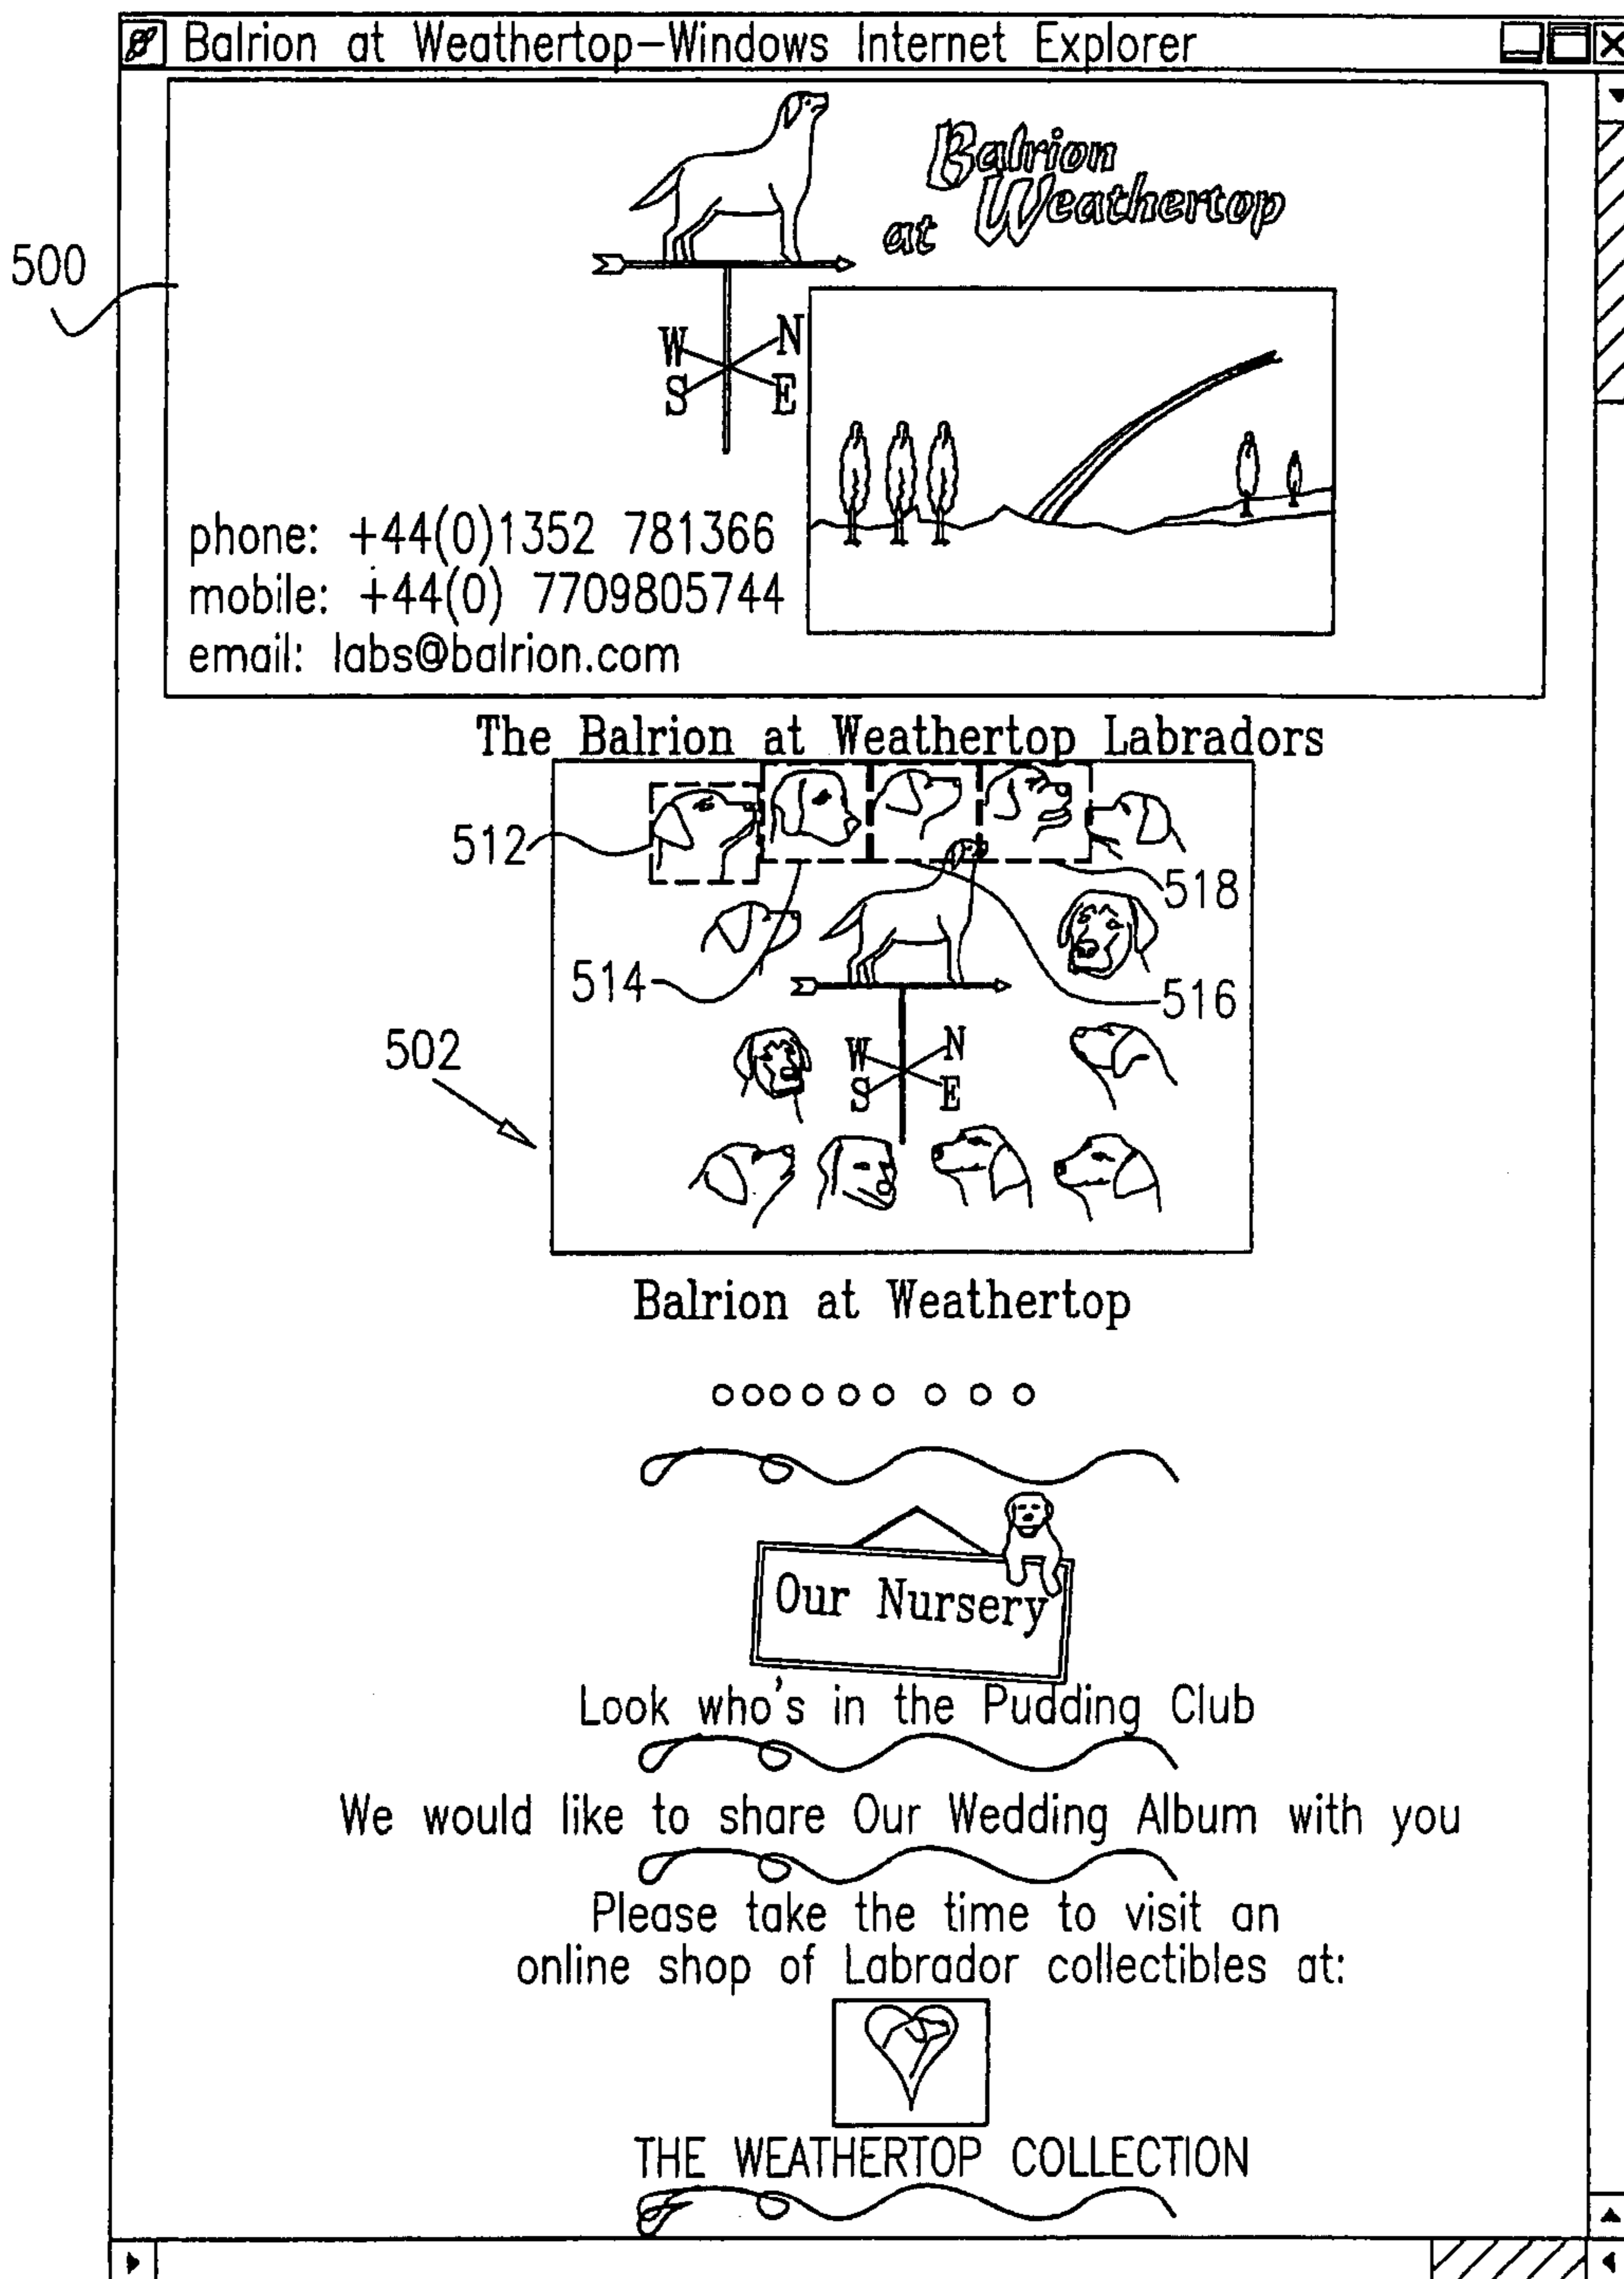 Balrion at Weathertop-Windows Internet Explorer
Balrion
at Weathertop
500
W N
S E
phone: +44(0)1352 781366
mobile: +44(0) 7709805744
email: labs@balrion.com
The Balrion at Weathertop Labradors
512
518
514
516
502
W N
S E
Balrion at Weathertop
Our Nursery
Look who's in the Pudding Club
We would like to share Our Wedding Album with you
Please take the time to visit an
online shop of Labrador collectibles at:
THE WEATHERTOP COLLECTION